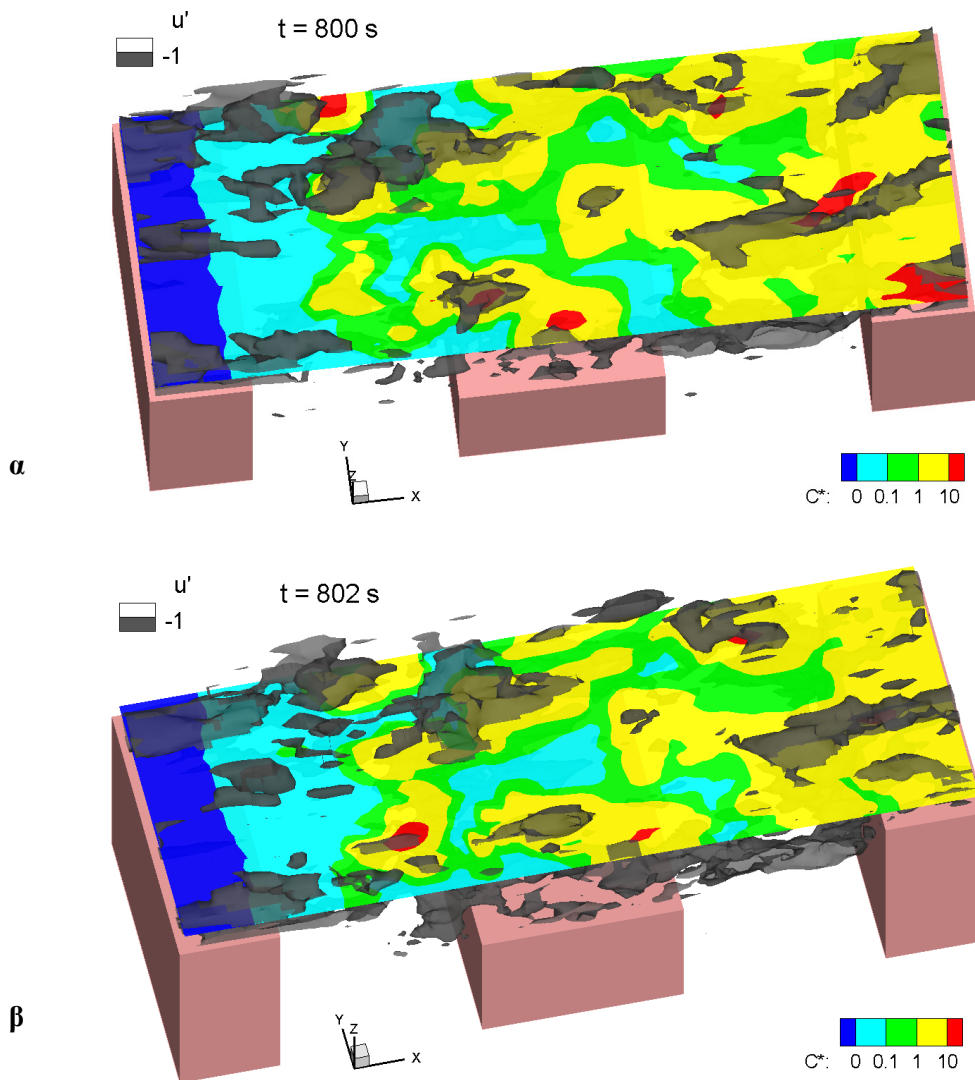 u'
-1
t = 800 s
α
Y
Z
X
C*: 0 0.1 1 10
u'
-1
t = 802 s
β
Y
Z
X
C*: 0 0.1 1 10